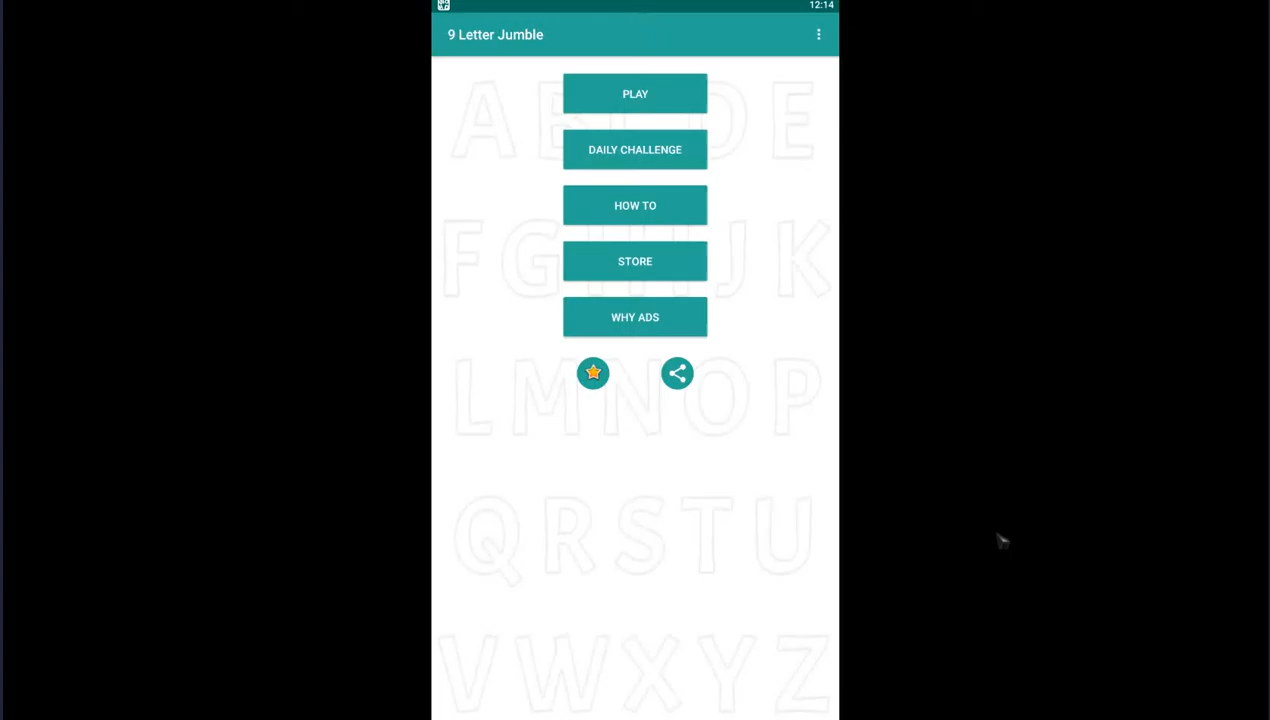 12:14
9 Letter Jumble
PLAY
DAILY CHALLENGE
HOW TO
STORE
WHY ADS
A B C D E
F G H I J K
L M N O P
Q R S T U
V W X Y Z